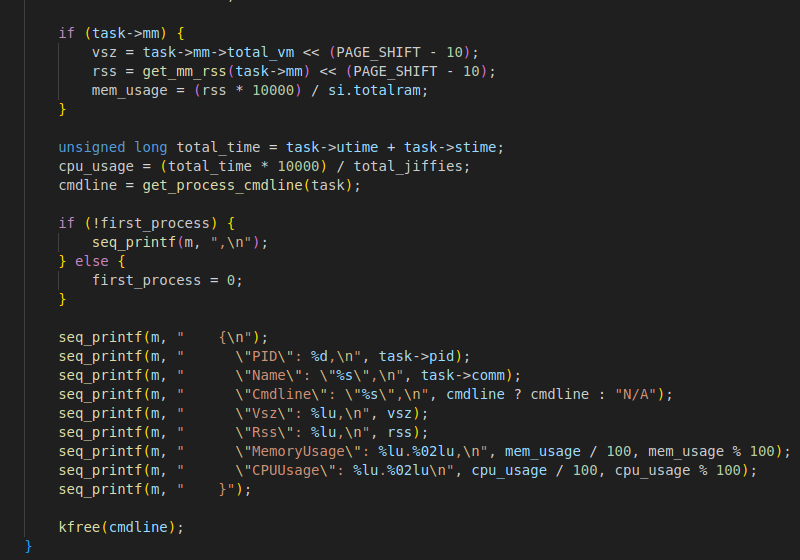 if (task->mm) {
vsz = task->mm->total_vm << (PAGE_SHIFT - 10);
rss = get_mm_rss(task->mm) << (PAGE_SHIFT - 10);
mem_usage = (rss * 10000) / si.totalram;
}
unsigned long total_time = task->utime + task->stime;
cpu_usage = (total_time * 10000) / total_jiffies;
cmdline = get_process_cmdline(task);
if (!first_process) {
seq_printf(m, ",\n");
} else {
first_process = 0;
}
seq_printf(m, "    {\n");
seq_printf(m, "      \"PID\": %d,\n", task->pid);
seq_printf(m, "      \"Name\": \"%s\",\n", task->comm);
seq_printf(m, "      \"Cmdline\": \"%s\",\n", cmdline ? cmdline : "N/A");
seq_printf(m, "      \"Vsz\": %lu,\n", vsz);
seq_printf(m, "      \"Rss\": %lu,\n", rss);
seq_printf(m, "      \"MemoryUsage\": %lu.%02lu,\n", mem_usage / 100, mem_usage % 100);
seq_printf(m, "      \"CPUUsage\": %lu.%02lu\n", cpu_usage / 100, cpu_usage % 100);
seq_printf(m, "    }");
kfree(cmdline);
}